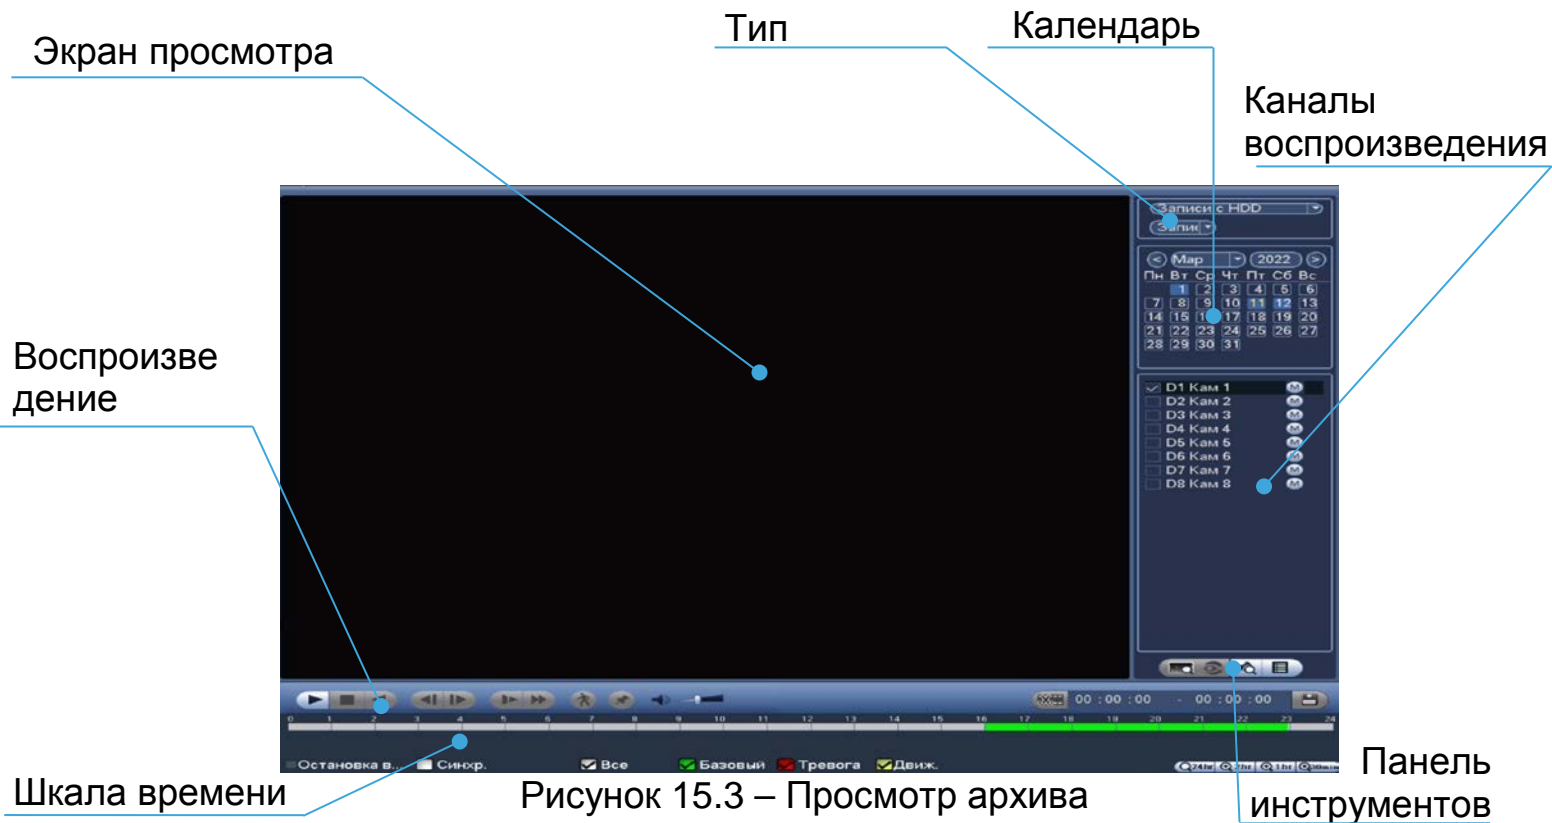 Экран просмотра
Тип
Календарь
Каналы
воспроизведения
Записи с HDD
Мар 2022
Пн Вт Ср Чт Пт Сб Вс
1 2 3 4 5 6
7 8 9 10 11 12 13
14 15 17 18 19 20
21 22 23 24 25 26 27
28 29 30 31
Воспроизве
дение
D1 Кам 1
D2 Кам 2
D3 Кам 3
D4 Кам 4
D5 Кам 5
D6 Кам 6
D7 Кам 7
D8 Кам 8
00 : 00 : 00 - 00 : 00 : 00
0 1 2 3 4 5 6 7 8 9 10 11 12 13 14 15 16 17 18 19 20 21 22 23 24
Остановка в... Синхр. Все Базовый Тревога Движ.
24hr 2hr 1hr 30min
Шкала времени
Рисунок 15.3 – Просмотр архива
Панель
инструментов